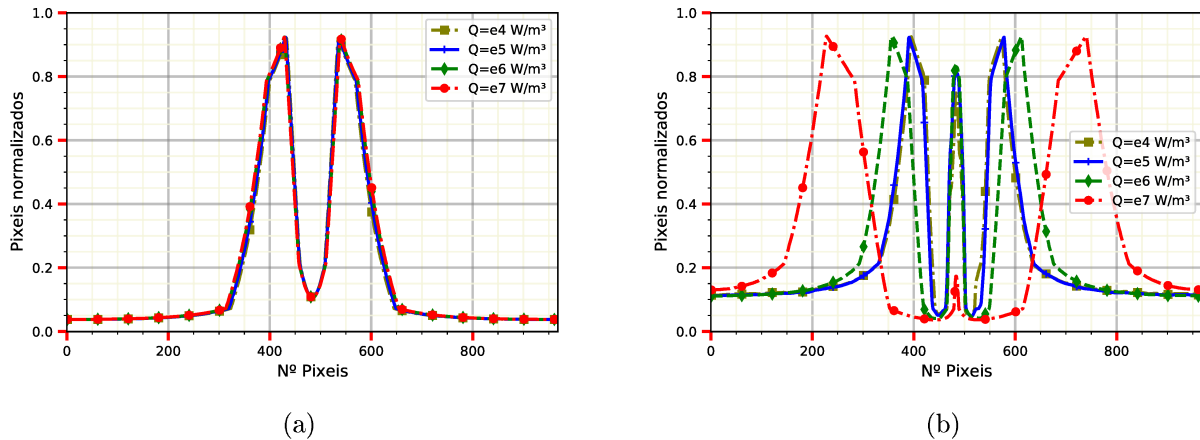 1.0
0.8
0.6
0.4
0.2
0.0
Pixeis normalizados
Q=e4 W/m³
Q=e5 W/m³
Q=e6 W/m³
Q=e7 W/m³
0 200 400 600 800
Nº Pixeis
(a)
1.0
0.8
0.6
0.4
0.2
0.0
Pixeis normalizados
Q=e4 W/m³
Q=e5 W/m³
Q=e6 W/m³
Q=e7 W/m³
0 200 400 600 800
Nº Pixeis
(b)